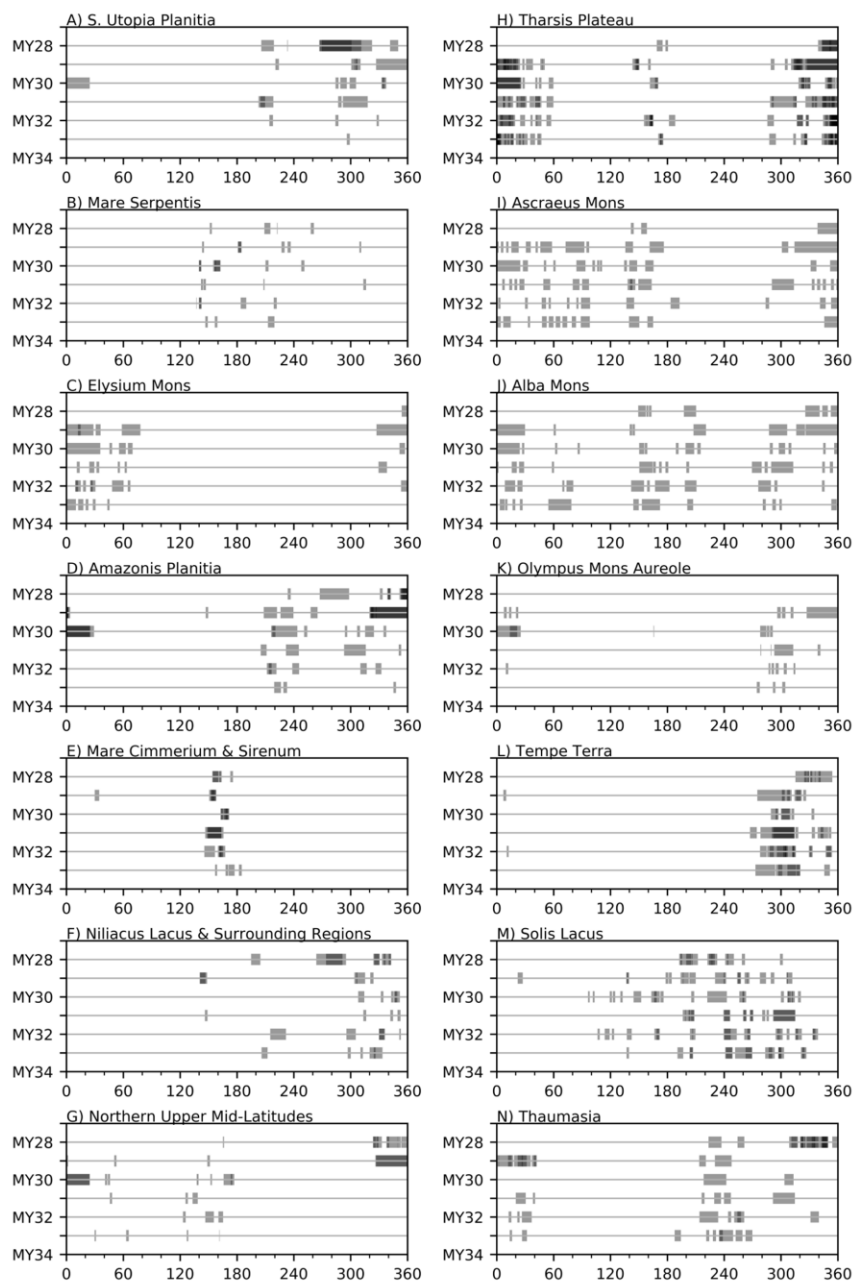 A) S. Utopia Planitia
MY28
MY30
MY32
MY34
0 60 120 180 240 300 360
B) Mare Serpentis
MY28
MY30
MY32
MY34
0 60 120 180 240 300 360
C) Elysium Mons
MY28
MY30
MY32
MY34
0 60 120 180 240 300 360
D) Amazonis Planitia
MY28
MY30
MY32
MY34
0 60 120 180 240 300 360
E) Mare Cimmerium & Sirenum
MY28
MY30
MY32
MY34
0 60 120 180 240 300 360
F) Niliacus Lacus & Surrounding Regions
MY28
MY30
MY32
MY34
0 60 120 180 240 300 360
G) Northern Upper Mid-Latitudes
MY28
MY30
MY32
MY34
0 60 120 180 240 300 360
H) Tharsis Plateau
MY28
MY30
MY32
MY34
0 60 120 180 240 300 360
I) Ascraeus Mons
MY28
MY30
MY32
MY34
0 60 120 180 240 300 360
J) Alba Mons
MY28
MY30
MY32
MY34
0 60 120 180 240 300 360
K) Olympus Mons Aureole
MY28
MY30
MY32
MY34
0 60 120 180 240 300 360
L) Tempe Terra
MY28
MY30
MY32
MY34
0 60 120 180 240 300 360
M) Solis Lacus
MY28
MY30
MY32
MY34
0 60 120 180 240 300 360
N) Thaumasia
MY28
MY30
MY32
MY34
0 60 120 180 240 300 360